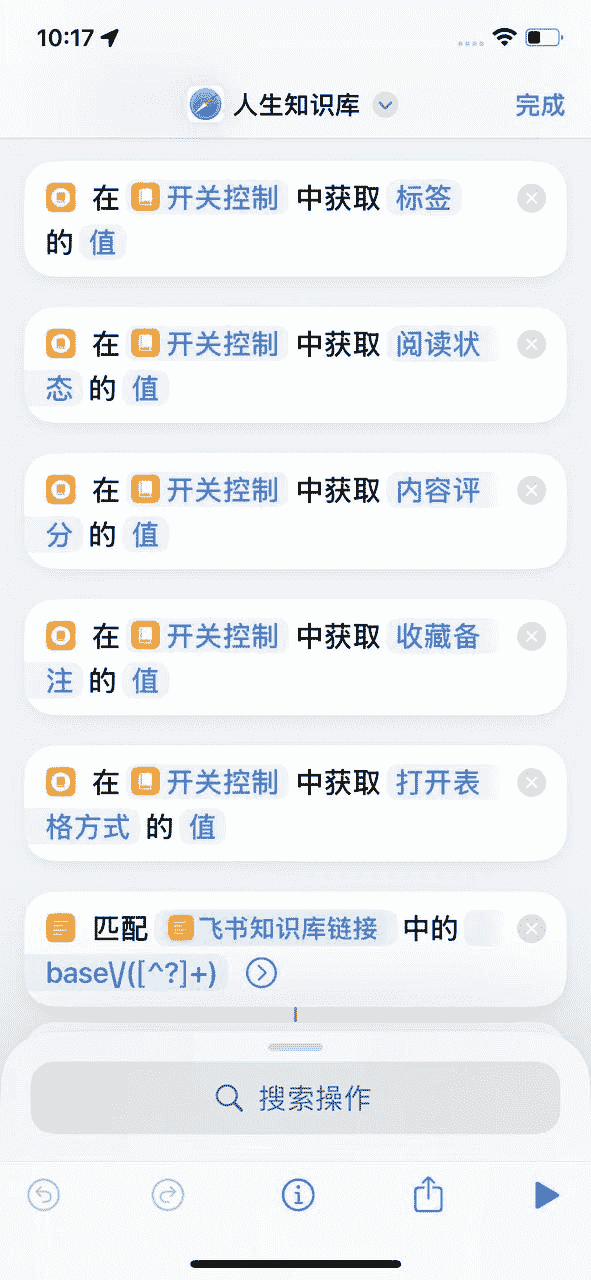 10:17
人生知识库
完成
在 开关控制 中获取 标签
的 值
在 开关控制 中获取 阅读状
态 的 值
在 开关控制 中获取 内容评
分 的 值
在 开关控制 中获取 收藏备
注 的 值
在 开关控制 中获取 打开表
格方式 的 值
匹配 飞书知识库链接 中的
base\/([^?]+)
搜索操作